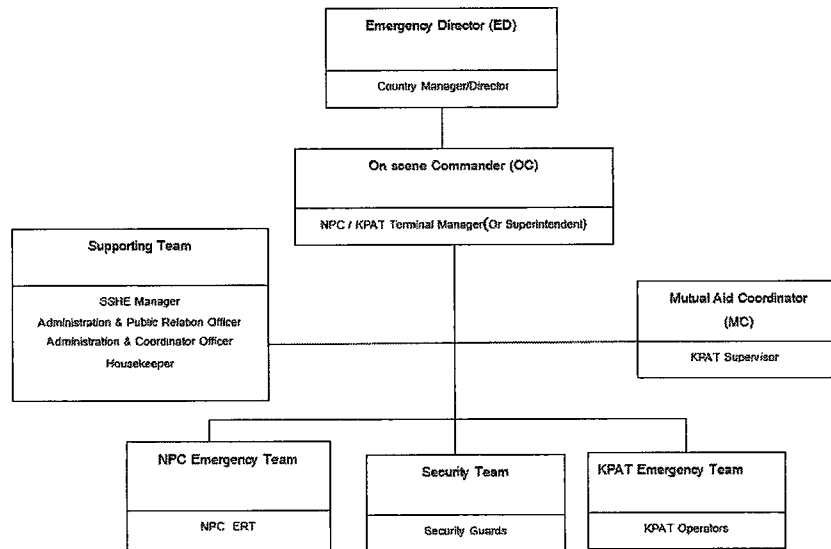 Emergency Director (ED)
Country Manager/Director
On scene Commander (OC)
NPC / KPAT Terminal Manager(Or Superintendent)
Supporting Team
SSHE Manager
Administration & Public Relation Officer
Administration & Coordinator Officer
Housekeeper
Mutual Aid Coordinator
(MC)
KPAT Supervisor
NPC Emergency Team
NPC ERT
Security Team
Security Guards
KPAT Emergency Team
KPAT Operators